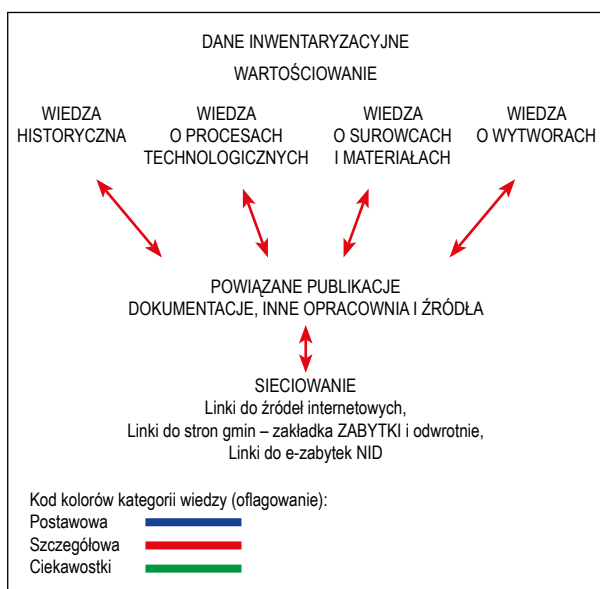 DANE INWENTARYZACYJNE
WARTOŚCIOWANIE
WIEDZA
HISTORYCZNA
WIEDZA
O PROCESACH
TECHNOLOGICZNYCH
WIEDZA
O SUROWCACH
I MATERIAŁACH
WIEDZA
O WYTWORACH
POWIĄZANE PUBLIKACJE
DOKUMENTACJE, INNE OPRACOWNIA I ŹRÓDŁA
SIECIOWANIE
Linki do źródeł internetowych,
Linki do stron gmin – zakładka ZABYTKI i odwrotnie,
Linki do e-zabytek NID
Kod kolorów kategorii wiedzy (oflagowanie):
Postawowa
Szczegółowa
Ciekawostki